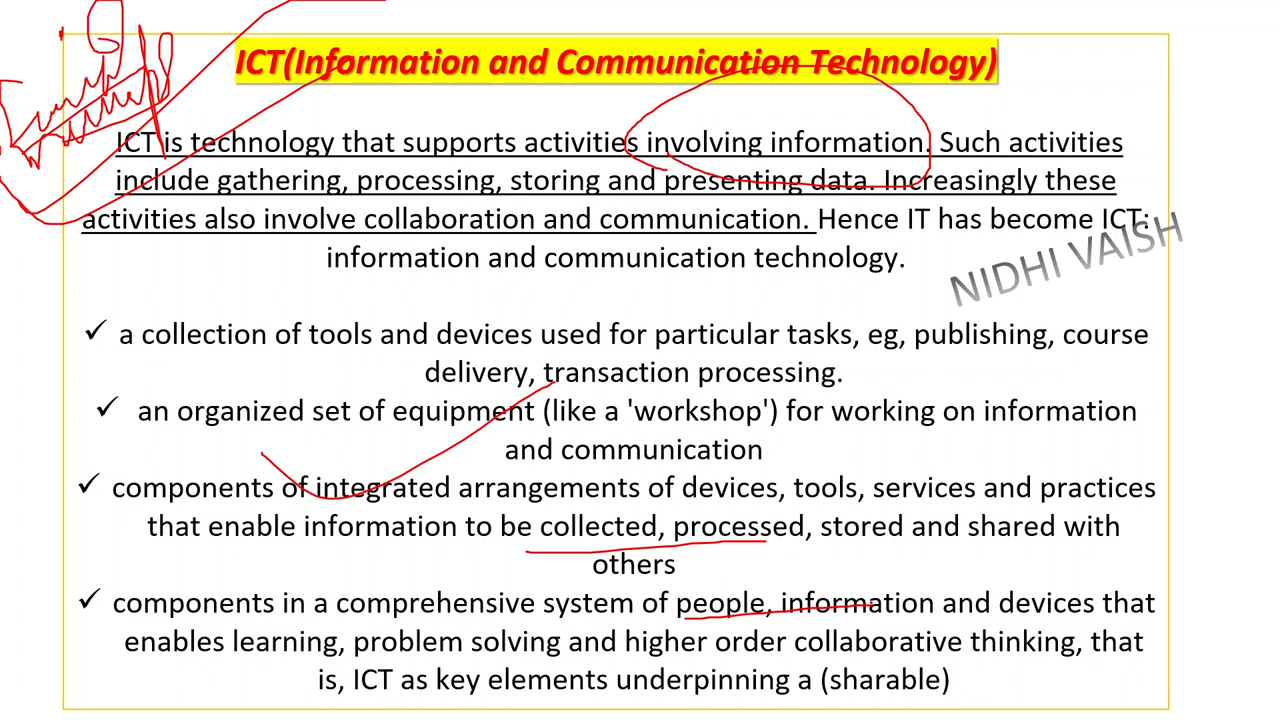 ICT(Information and Communication Technology)
ICT is technology that supports activities involving information. Such activities
include gathering, processing, storing and presenting data. Increasingly these
activities also involve collaboration and communication. Hence IT has become ICT:
information and communication technology.
NIDHI VAISH
✓ a collection of tools and devices used for particular tasks, eg, publishing, course
delivery, transaction processing.
✓ an organized set of equipment (like a 'workshop') for working on information
and communication
✓ components of integrated arrangements of devices, tools, services and practices
that enable information to be collected, processed, stored and shared with
others
✓ components in a comprehensive system of people, information and devices that
enables learning, problem solving and higher order collaborative thinking, that
is, ICT as key elements underpinning a (sharable)